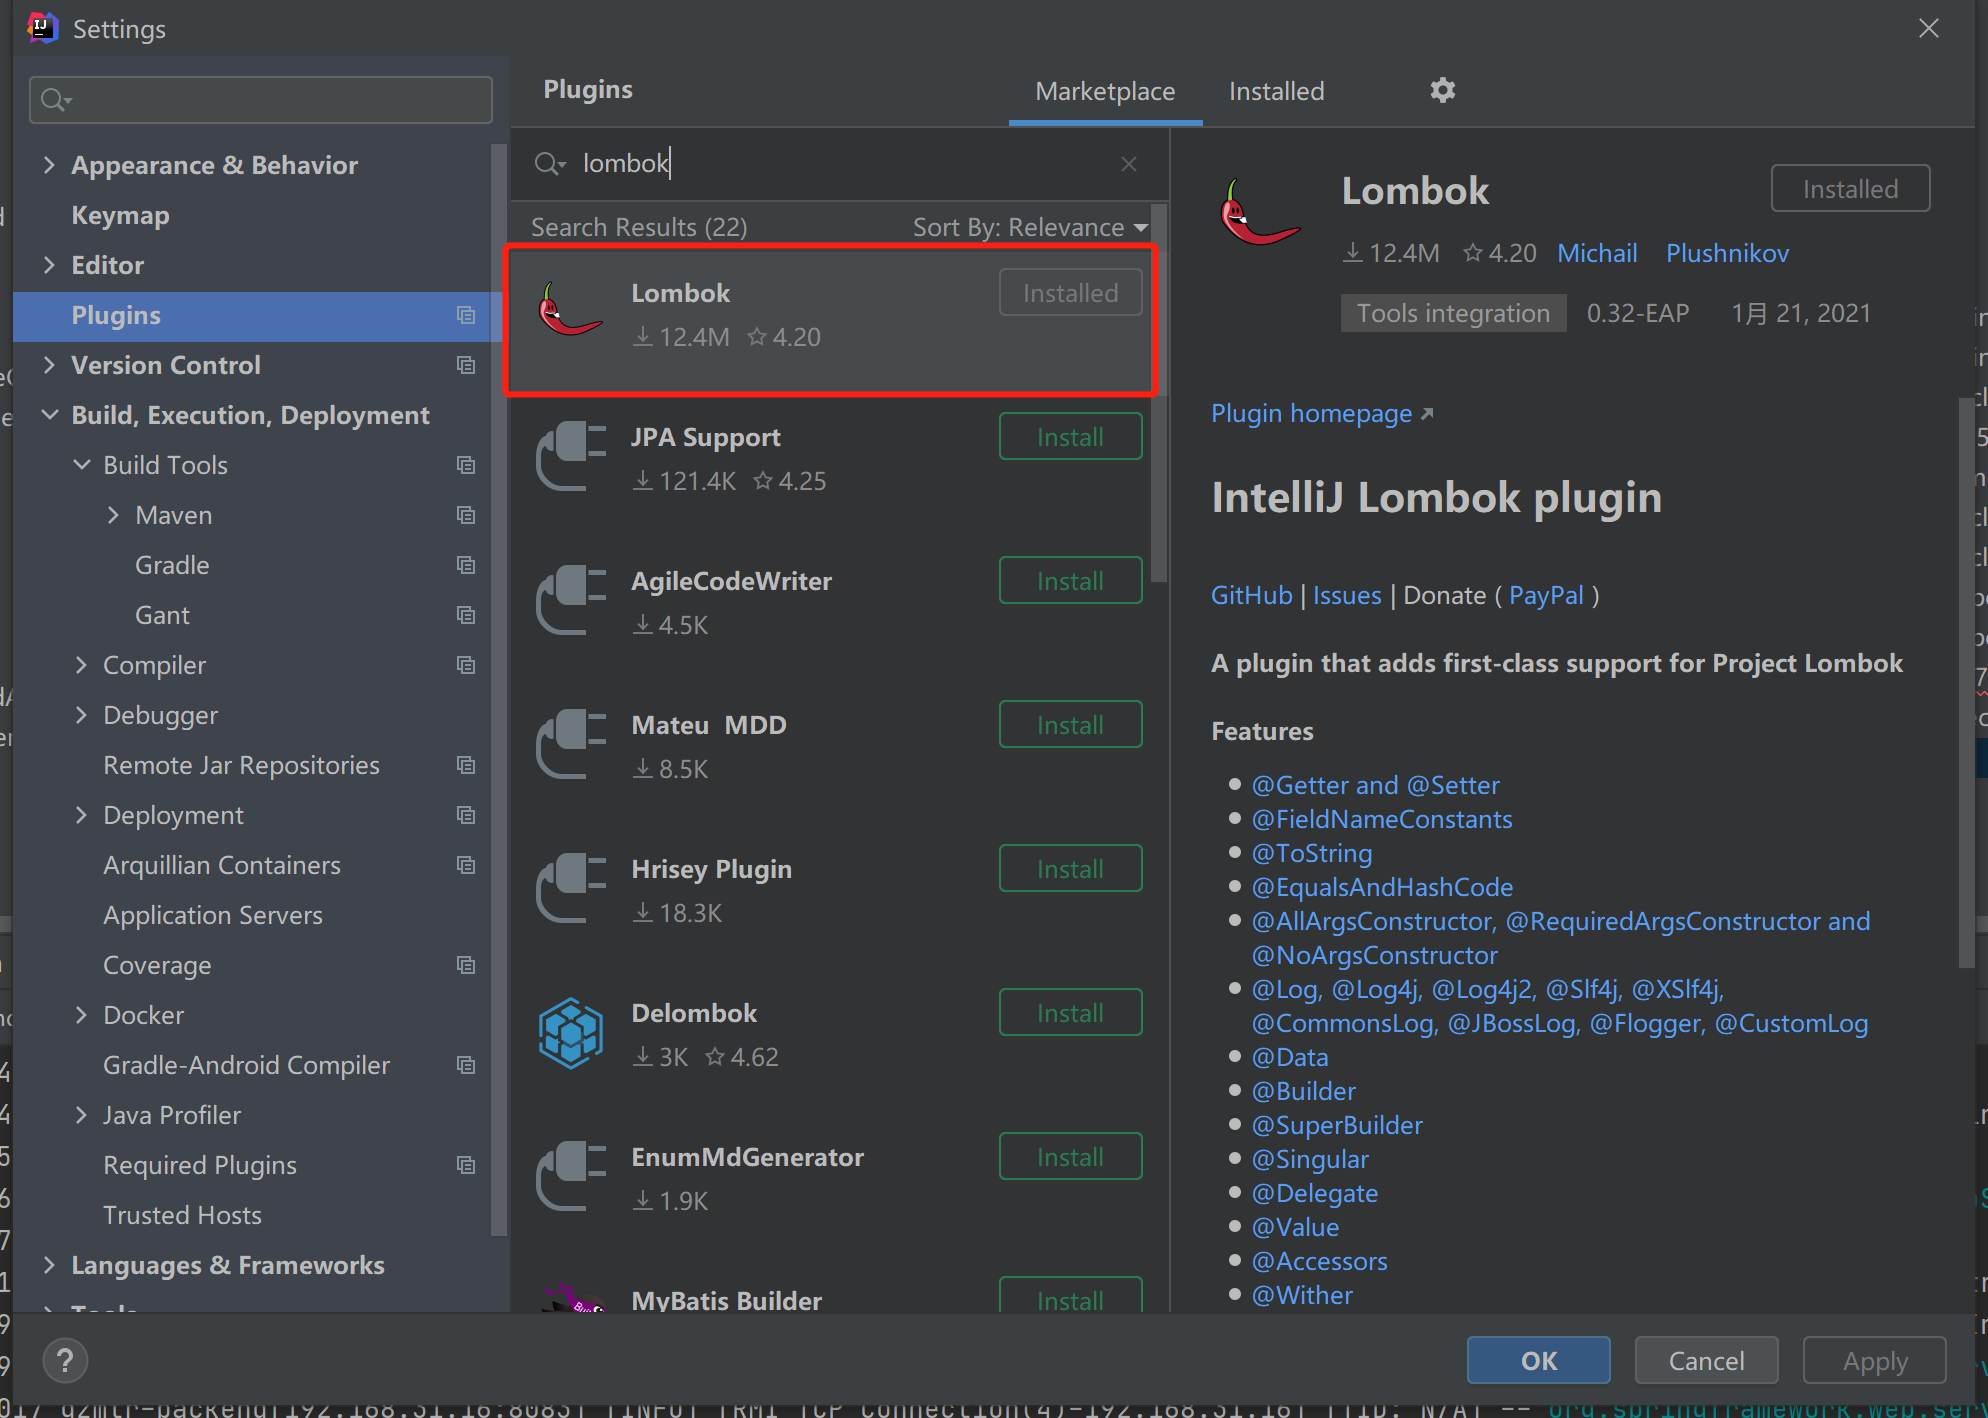 Settings
Appearance & Behavior
Keymap
Editor
Plugins
Version Control
Build, Execution, Deployment
Build Tools
Maven
Gradle
Gant
Compiler
Debugger
Remote Jar Repositories
Deployment
Arquillian Containers
Application Servers
Coverage
Docker
Gradle-Android Compiler
Java Profiler
Required Plugins
Trusted Hosts
Languages & Frameworks
Tools
Plugins
Marketplace
Installed
lombok
Search Results (22)
Sort By: Relevance
Lombok
Installed
12.4M 4.20
JPA Support
Install
121.4K 4.25
AgileCodeWriter
Install
4.5K
Mateu MDD
Install
8.5K
Hrisey Plugin
Install
18.3K
Delombok
Install
3K 4.62
EnumMdGenerator
Install
1.9K
MyBatis Builder
Install
Lombok
Installed
12.4M 4.20 Michail Plushnikov
Tools integration 0.32-EAP 1月 21, 2021
Plugin homepage
IntelliJ Lombok plugin
GitHub | Issues | Donate ( PayPal )
A plugin that adds first-class support for Project Lombok
Features
@Getter and @Setter
@FieldNameConstants
@ToString
@EqualsAndHashCode
@AllArgsConstructor, @RequiredArgsConstructor and
@NoArgsConstructor
@Log, @Log4j, @Log4j2, @Slf4j, @XSlf4j,
@CommonsLog, @JBossLog, @Flogger, @CustomLog
@Data
@Builder
@SuperBuilder
@Singular
@Delegate
@Value
@Accessors
@Wither
?
OK
Cancel
Apply